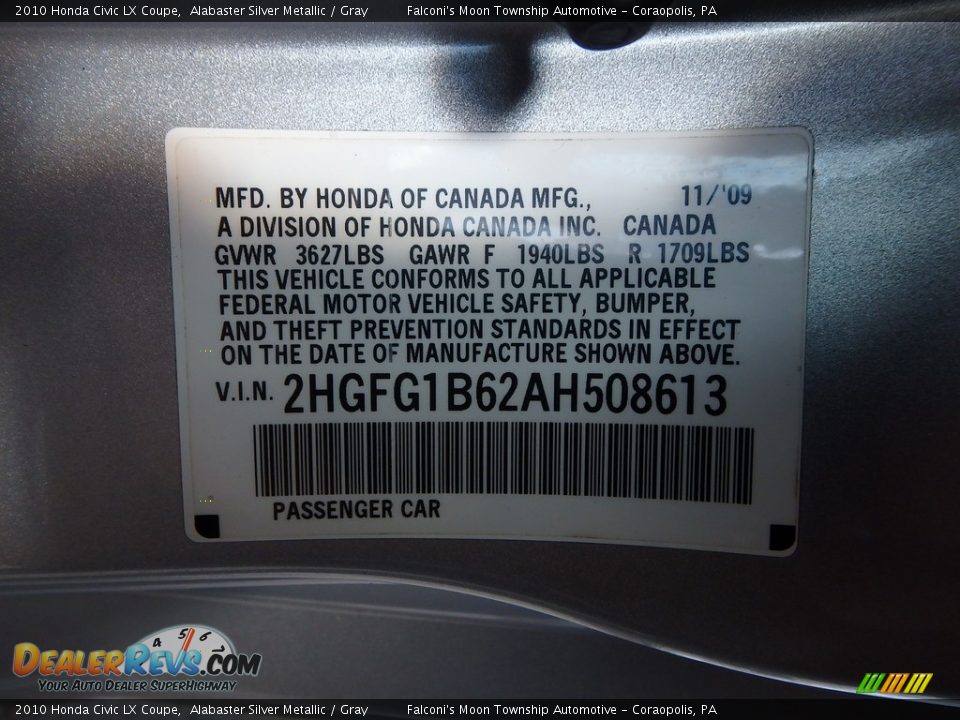 2010 Honda Civic LX Coupe, Alabaster Silver Metallic / Gray Falconi's Moon Township Automotive - Coraopolis, PA
MFD. BY HONDA OF CANADA MFG., 11/'09
A DIVISION OF HONDA CANADA INC. CANADA
GVWR 3627LBS GAWR F 1940LBS R 1709LBS
THIS VEHICLE CONFORMS TO ALL APPLICABLE
FEDERAL MOTOR VEHICLE SAFETY, BUMPER,
AND THEFT PREVENTION STANDARDS IN EFFECT
ON THE DATE OF MANUFACTURE SHOWN ABOVE.
V.I.N. 2HGFG1B62AH508613
PASSENGER CAR
4 5 6
DEALERREVS.COM
YOUR AUTO DEALER SUPERHIGHWAY
2010 Honda Civic LX Coupe, Alabaster Silver Metallic / Gray Falconi's Moon Township Automotive - Coraopolis, PA